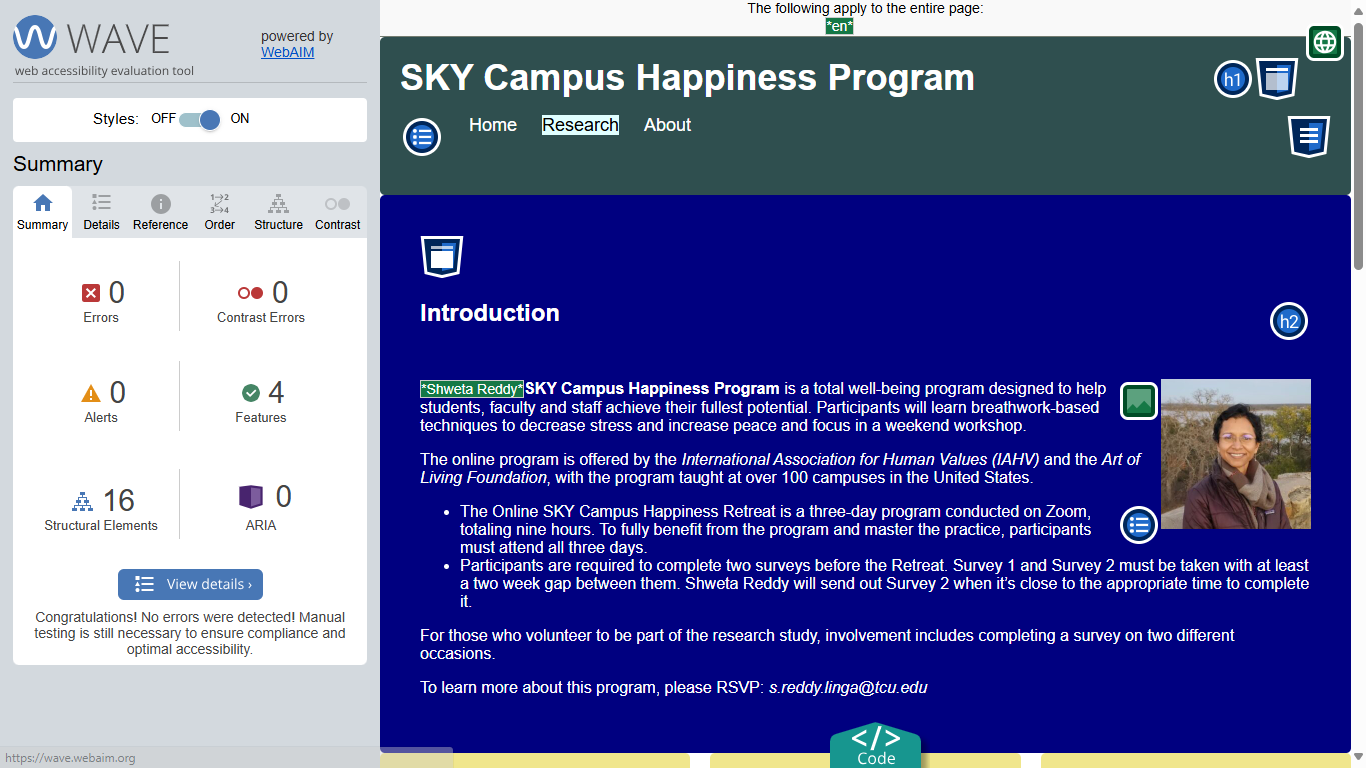 WAVE
web accessibility evaluation tool
powered by
WebAIM
Styles: OFF ON
Summary
Summary Details Reference Order Structure Contrast
0
Errors
0
Contrast Errors
0
Alerts
4
Features
16
Structural Elements
0
ARIA
View details ›
Congratulations! No errors were detected! Manual
testing is still necessary to ensure compliance and
optimal accessibility.
https://wave.webaim.org
The following apply to the entire page:
*en*
SKY Campus Happiness Program
h1
Home Research About
Introduction
h2
*Shweta Reddy*SKY Campus Happiness Program is a total well-being program designed to help
students, faculty and staff achieve their fullest potential. Participants will learn breathwork-based
techniques to decrease stress and increase peace and focus in a weekend workshop.
The online program is offered by the International Association for Human Values (IAHV) and the Art of
Living Foundation, with the program taught at over 100 campuses in the United States.
• The Online SKY Campus Happiness Retreat is a three-day program conducted on Zoom,
totaling nine hours. To fully benefit from the program and master the practice, participants
must attend all three days.
• Participants are required to complete two surveys before the Retreat. Survey 1 and Survey 2 must be taken with at least
a two week gap between them. Shweta Reddy will send out Survey 2 when it's close to the appropriate time to complete
it.
For those who volunteer to be part of the research study, involvement includes completing a survey on two different
occasions.
To learn more about this program, please RSVP: s.reddy.linga@tcu.edu
</>
Code